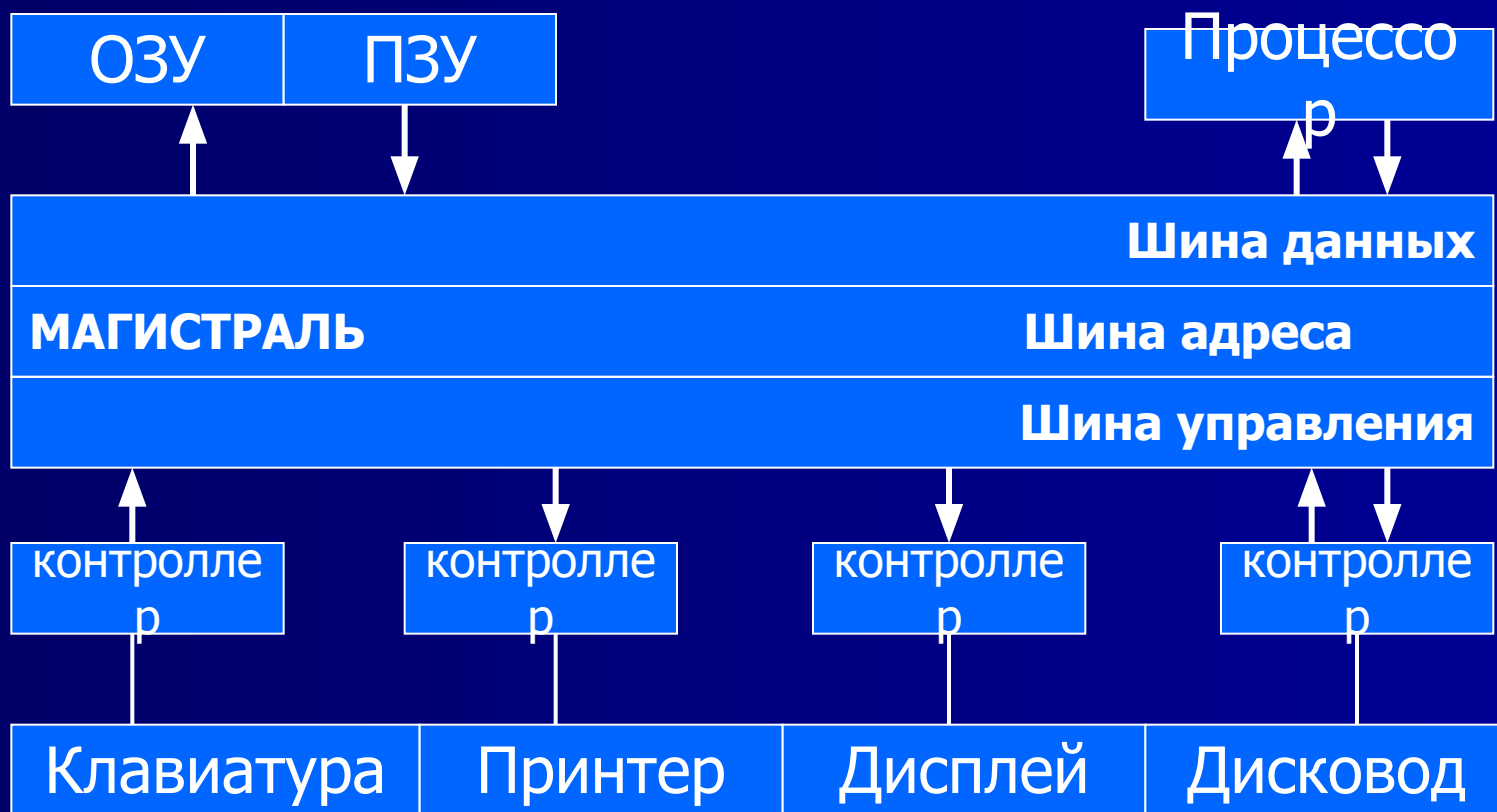 ОЗУ
ПЗУ
Процессо
р
Шина данных
МАГИСТРАЛЬ
Шина адреса
Шина управления
контролле
р
контролле
р
контролле
р
контролле
р
Клавиатура
Принтер
Дисплей
Дисковод